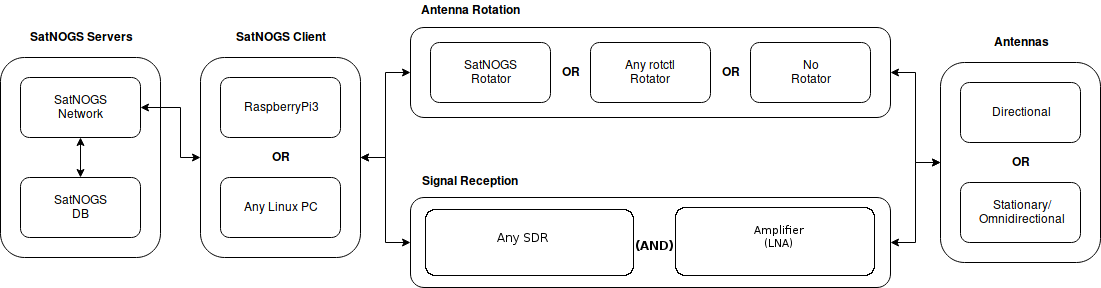 Antenna Rotation
SatNOGS Servers
SatNOGS Client
Antennas
SatNOGS
Network
SatNOGS
DB
RaspberryPi3
OR
Any Linux PC
SatNOGS
Rotator
OR
Any rotctl
Rotator
OR
No
Rotator
Signal Reception
Any SDR
(AND)
Amplifier
(LNA)
Directional
OR
Stationary/
Omnidirectional